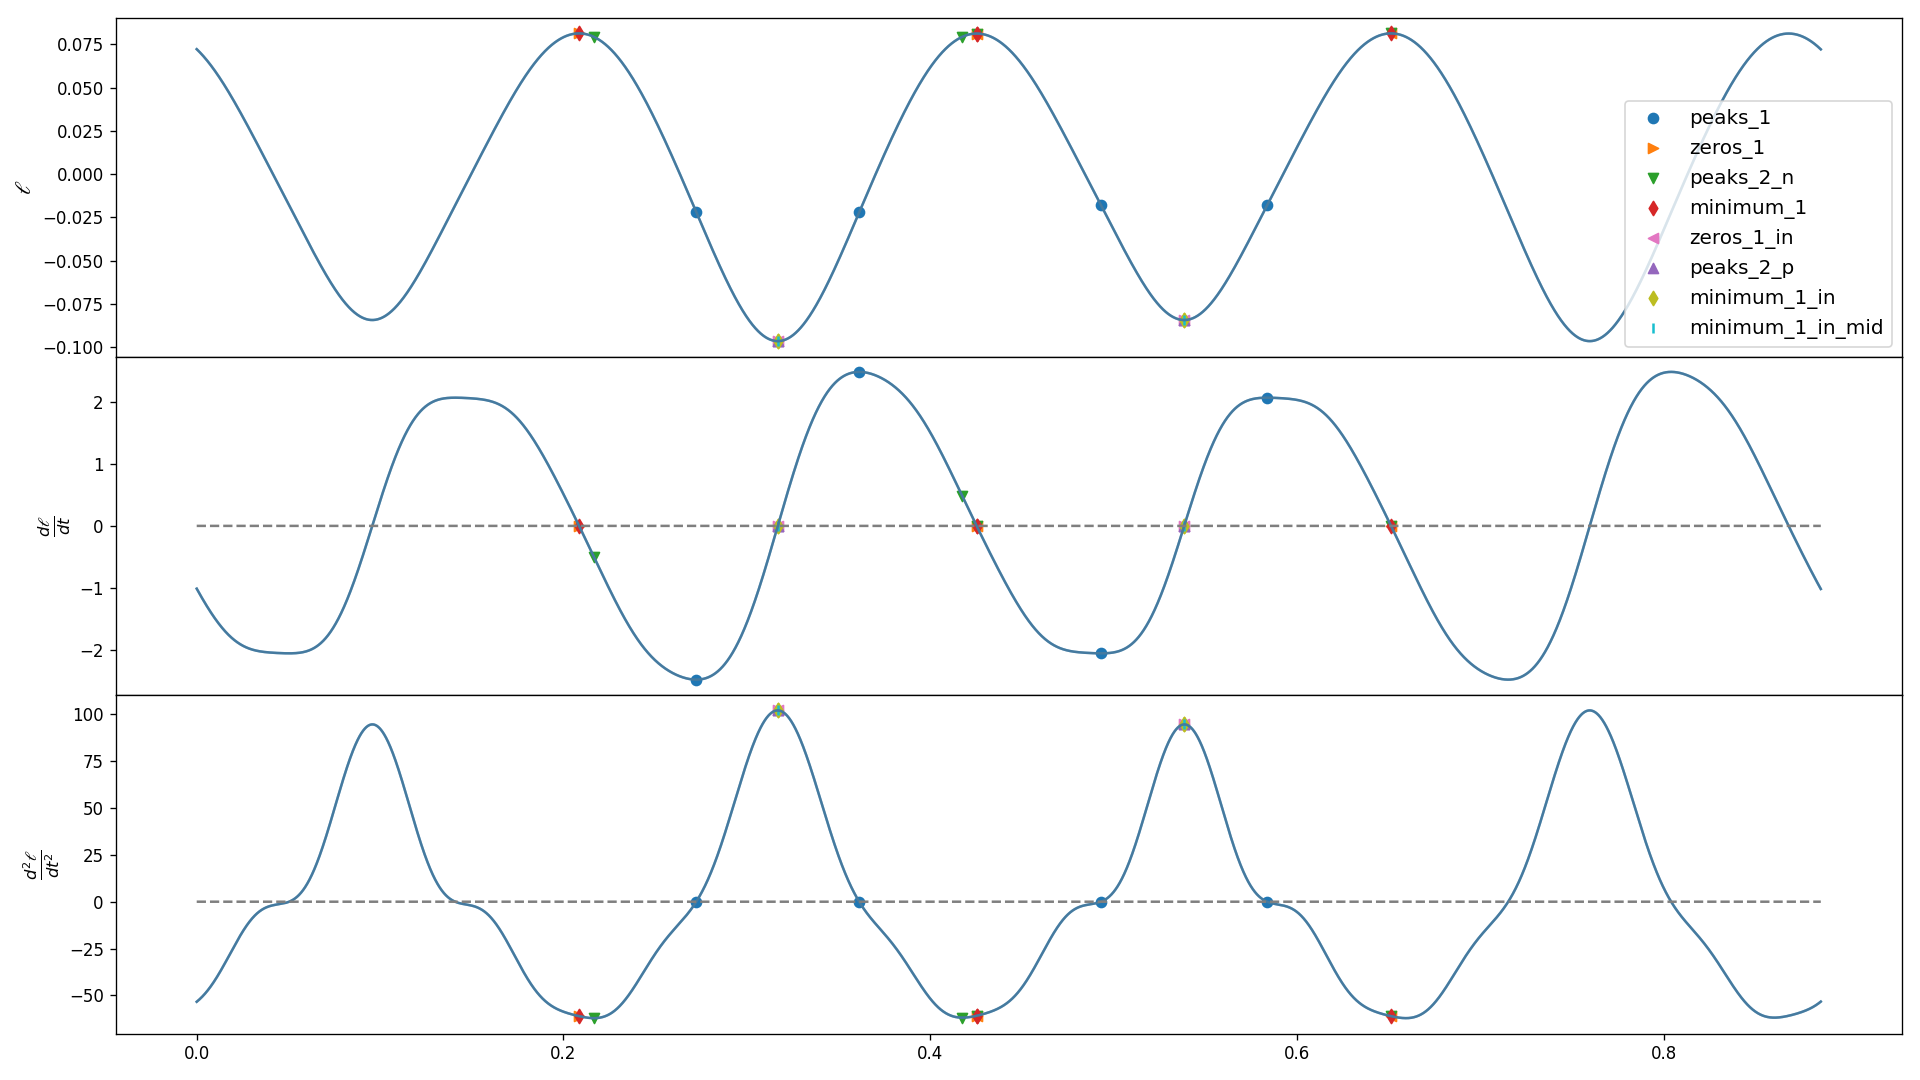 0.075
0.050
0.025
0.000
−0.025
−0.050
−0.075
−0.100
ℓ
peaks_1
zeros_1
peaks_2_n
minimum_1
zeros_1_in
peaks_2_p
minimum_1_in
minimum_1_in_mid
2
1
0
−1
−2
dℓ
dt
100
75
50
25
0
−25
−50
d²ℓ
dt²
0.0 0.2 0.4 0.6 0.8